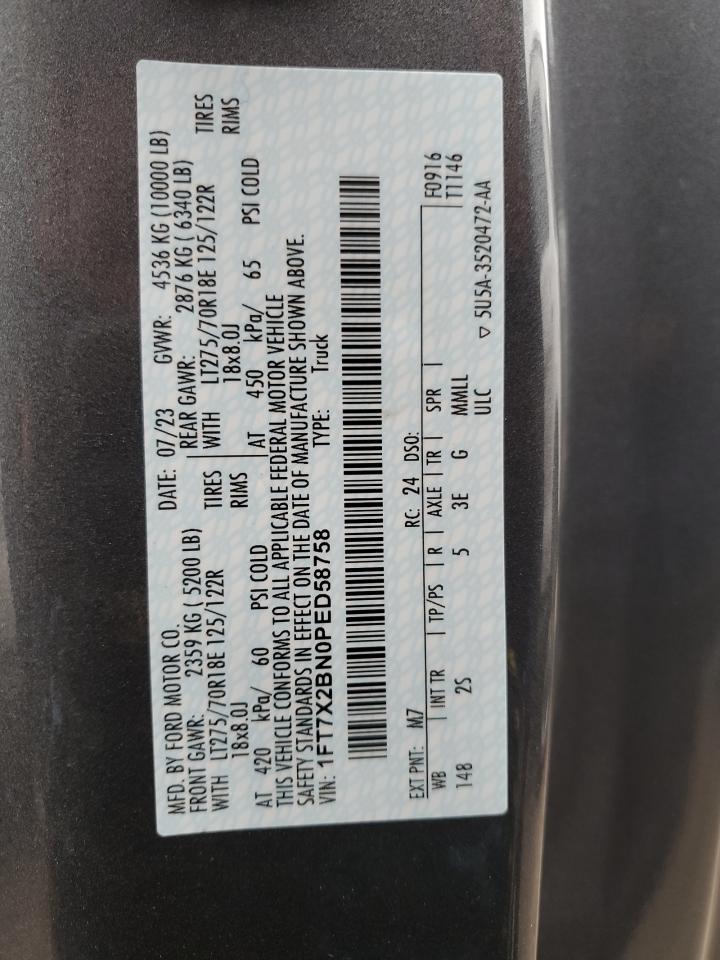 MFD. BY FORD MOTOR CO.
DATE: 07/23 GVWR: 4536 KG (10000 LB)
FRONT GAWR: 2359 KG ( 5200 LB) REAR GAWR: 2876 KG ( 6340 LB)
WITH LT275/70R18E 125/122R TIRES WITH LT275/70R18E 125/122R TIRES
18x8.0J RIMS 18x8.0J RIMS
AT 420 kPa/ 60 PSI COLD AT 450 kPa/ 65 PSI COLD
THIS VEHICLE CONFORMS TO ALL APPLICABLE FEDERAL MOTOR VEHICLE
SAFETY STANDARDS IN EFFECT ON THE DATE OF MANUFACTURE SHOWN ABOVE.
VIN: 1FT7X2BN0PED58758 TYPE: Truck
EXT PNT: M7 RC: 24 DSO: F0916
WB | INT TR | TP/PS | R | AXLE | TR | SPR | T1146
148 2S 5 3E G MMLL
ULC ▽ 5U5A-3520472-AA